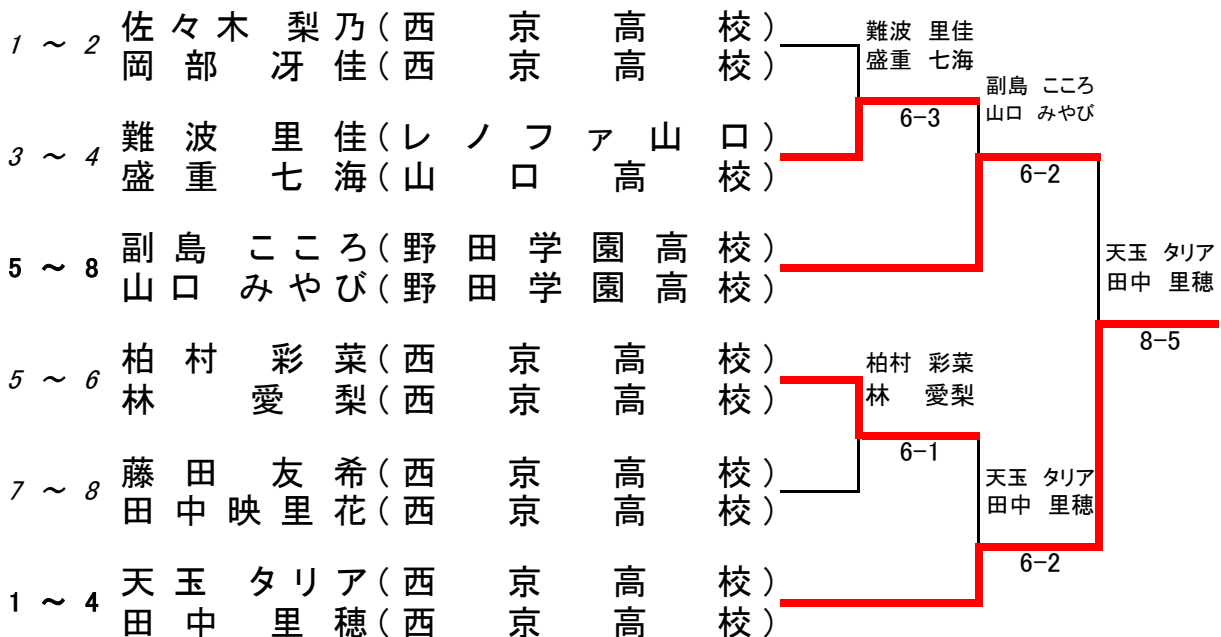 1 ～ 2
佐々木 梨乃(西京高校)
岡部 冴佳(西京高校)
3 ～ 4
難波 里佳(レノファ山口)
盛重 七海(山口高校)
5 ～ 8
副島 こころ(野田学園高校)
山口 みやび(野田学園高校)
5 ～ 6
柏村 彩菜(西京高校)
林 愛梨(西京高校)
7 ～ 8
藤田 友希(西京高校)
田中映里花(西京高校)
1 ～ 4
天玉 タリア(西京高校)
田中 里穂(西京高校)
難波 里佳
盛重 七海
6-3
柏村 彩菜
林 愛梨
6-1
副島 こころ
山口 みやび
6-2
天玉 タリア
田中 里穂
6-2
天玉 タリア
田中 里穂
8-5